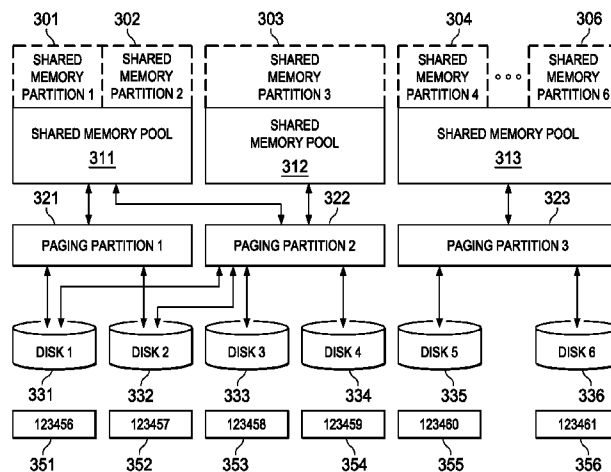 301
302
303
304
306
SHARED MEMORY PARTITION 1
SHARED MEMORY PARTITION 2
SHARED MEMORY PARTITION 3
SHARED MEMORY PARTITION 4
SHARED MEMORY PARTITION 6
SHARED MEMORY POOL
311
SHARED MEMORY POOL
312
SHARED MEMORY POOL
313
321
322
323
PAGING PARTITION 1
PAGING PARTITION 2
PAGING PARTITION 3
DISK 1
DISK 2
DISK 3
DISK 4
DISK 5
DISK 6
331
332
333
334
335
336
123456
123457
123458
123459
123460
123461
351
352
353
354
355
356